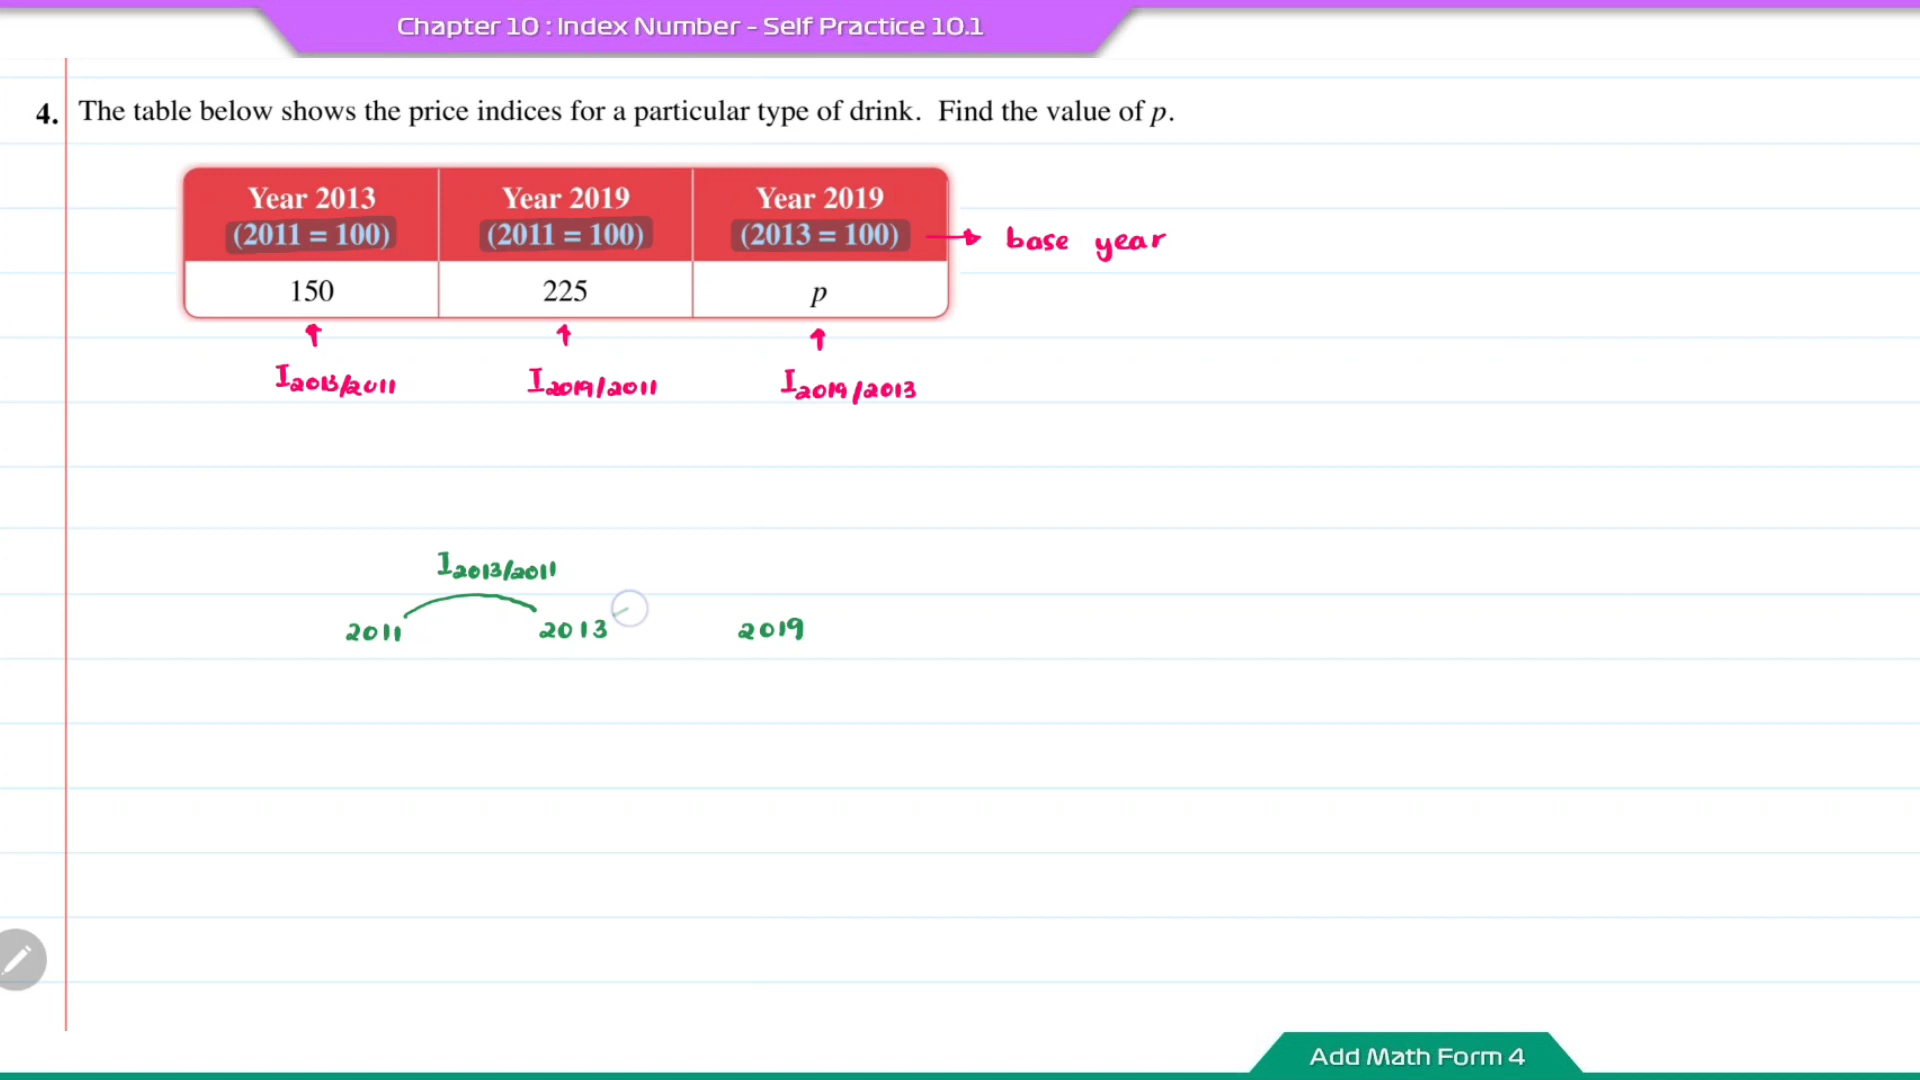 Chapter 10 : Index Number - Self Practice 10.1
4. The table below shows the price indices for a particular type of drink. Find the value of p.
Year 2013 Year 2019 Year 2019
(2011 = 100) (2011 = 100) (2013 = 100) base year
150 225 p
I2013/2011 I2019/2011 I2019/2013
I2013/2011
2011 2013 2019
Add Math Form 4